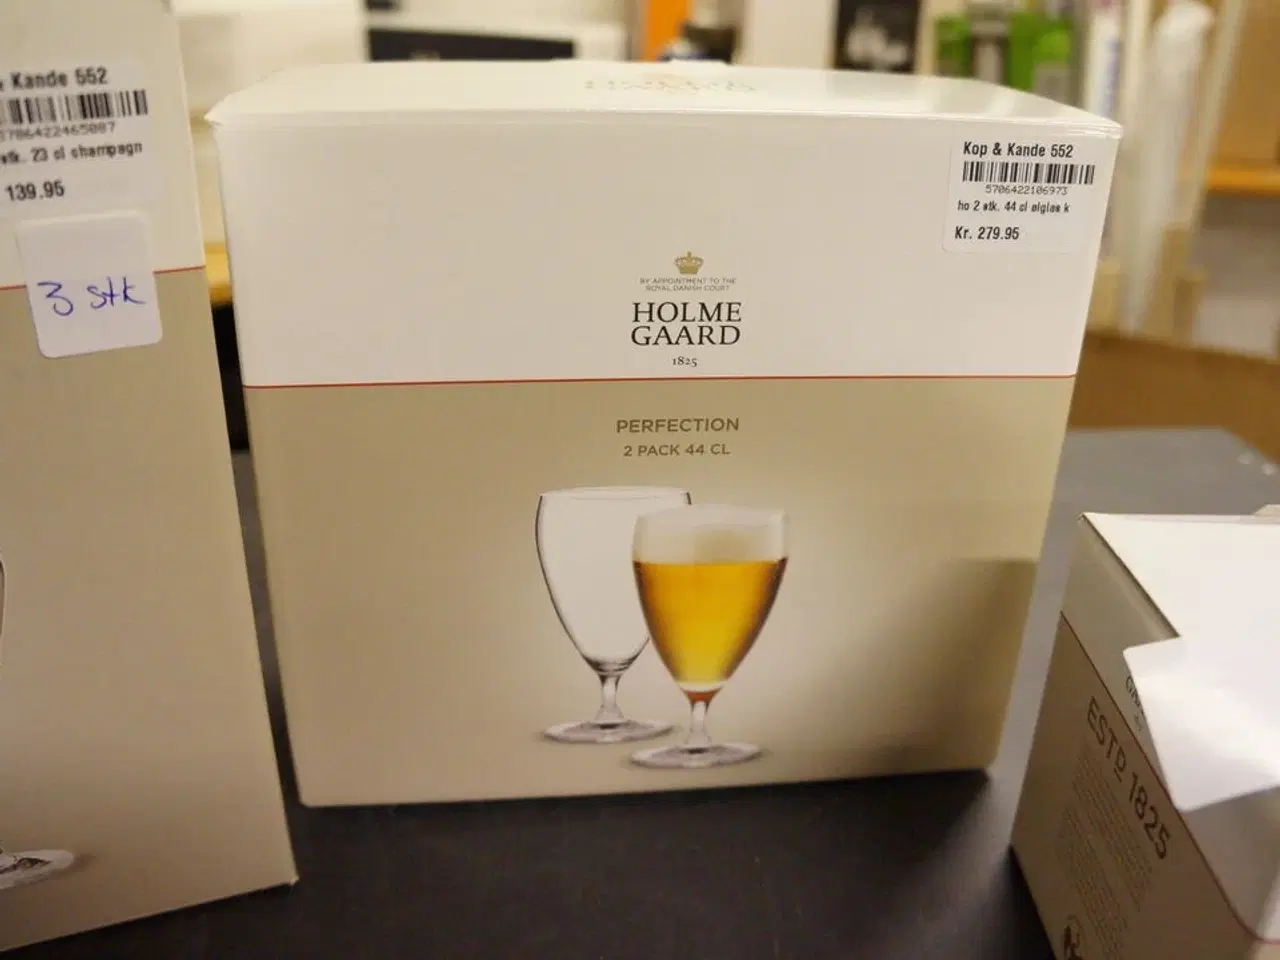 & Kande 552
5706422465087
stk. 23 cl champagn
139.95
3 stk
Kop & Kande 552
5706422106973
ho 2 stk. 44 cl ølglas k
Kr. 279.95
BY APPOINTMENT TO THE
ROYAL DANISH COURT
HOLME
GAARD
1825
PERFECTION
2 PACK 44 CL
ESTD 1825